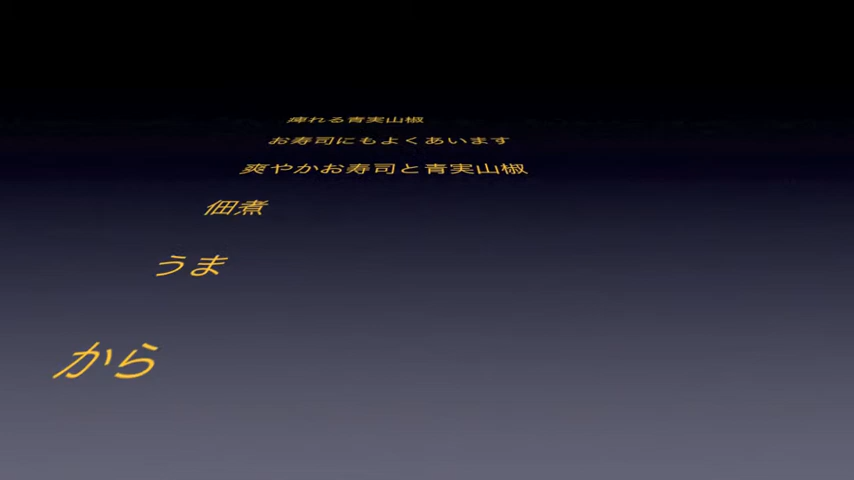 痺れる青実山椒
お寿司にもよくあいます
爽やかお寿司と青実山椒
佃煮
うま
から